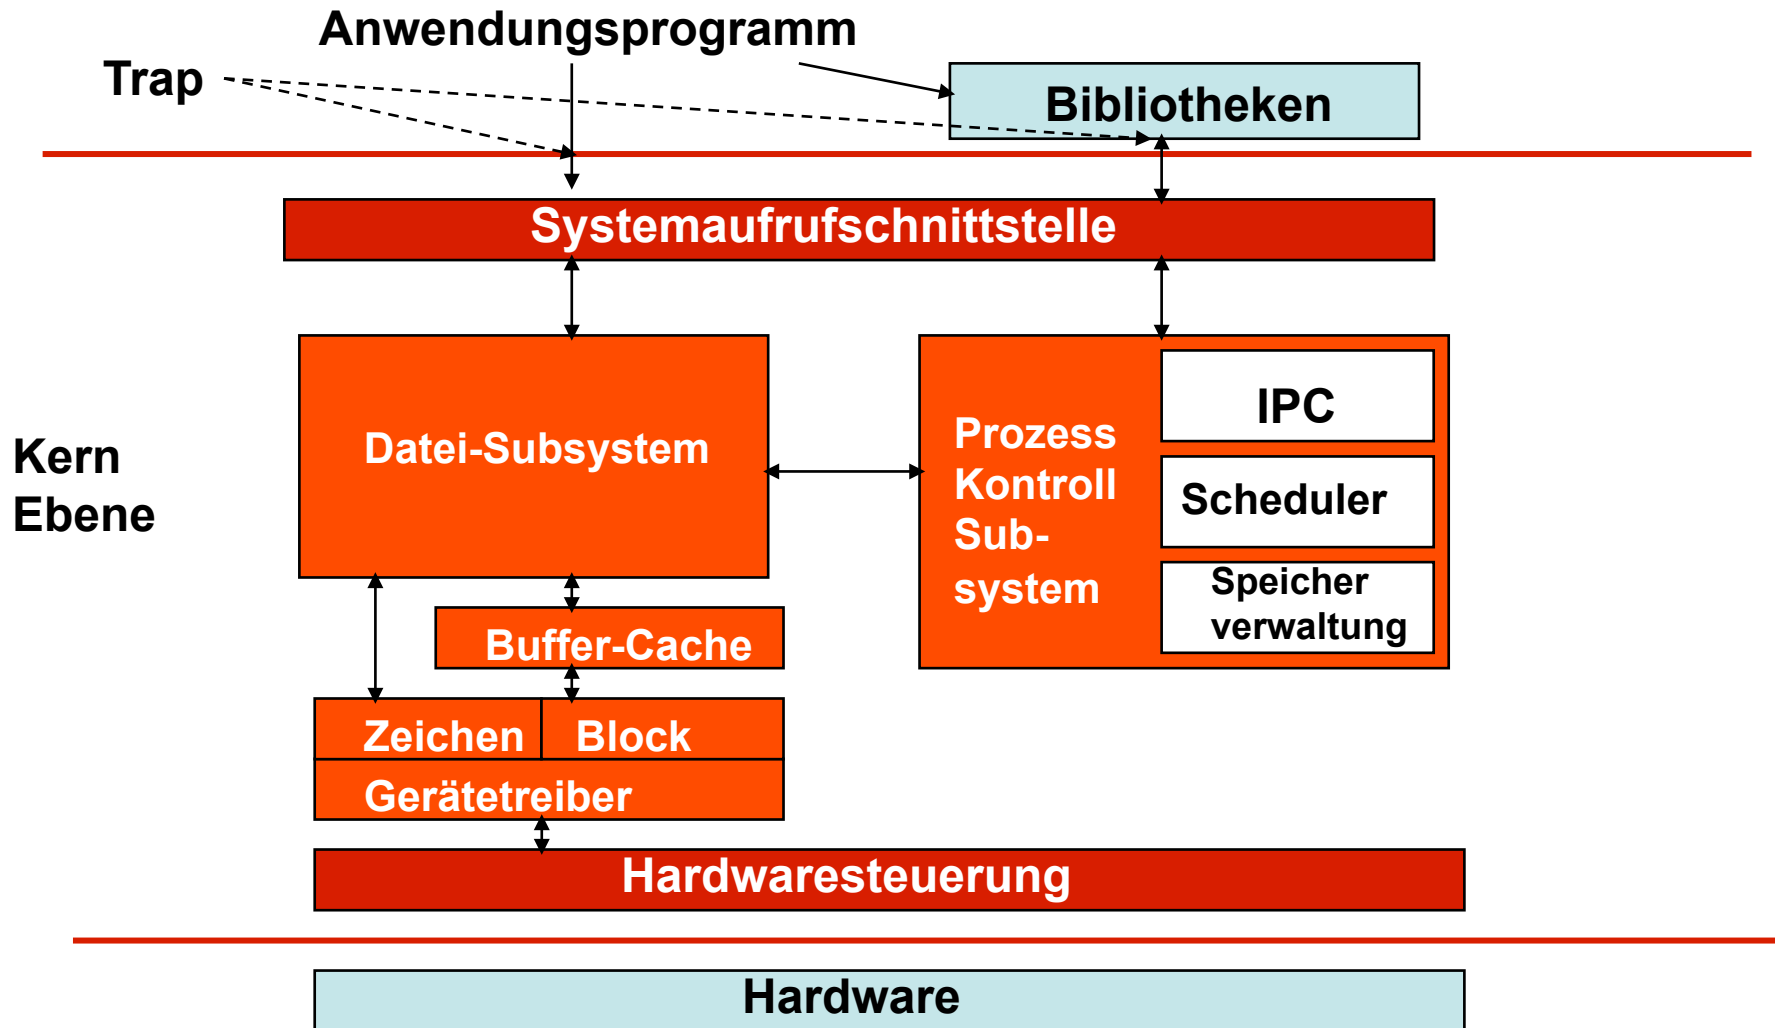 Anwendungsprogramm
Trap
Bibliotheken
Systemaufrufschnittstelle
Kern
Ebene
Datei-Subsystem
Prozess
Kontroll
Sub-
system
IPC
Scheduler
Speicher
verwaltung
Buffer-Cache
Zeichen
Block
Gerätetreiber
Hardwaresteuerung
Hardware